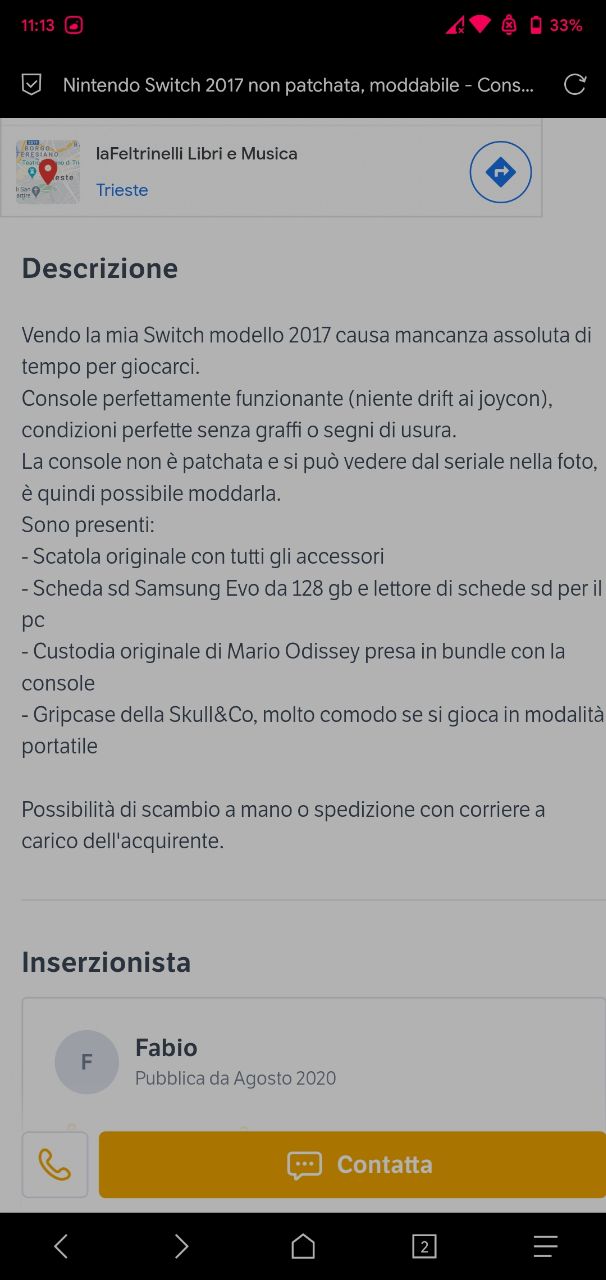 11:13
33%
Nintendo Switch 2017 non patchata, moddabile - Cons...
laFeltrinelli Libri e Musica
Trieste
Descrizione
Vendo la mia Switch modello 2017 causa mancanza assoluta di
tempo per giocarci.
Console perfettamente funzionante (niente drift ai joycon),
condizioni perfette senza graffi o segni di usura.
La console non è patchata e si può vedere dal seriale nella foto,
è quindi possibile moddarla.
Sono presenti:
- Scatola originale con tutti gli accessori
- Scheda sd Samsung Evo da 128 gb e lettore di schede sd per il
pc
- Custodia originale di Mario Odissey presa in bundle con la
console
- Gripcase della Skull&Co, molto comodo se si gioca in modalità
portatile
Possibilità di scambio a mano o spedizione con corriere a
carico dell'acquirente.
Inserzionista
F
Fabio
Pubblica da Agosto 2020
Contatta
2